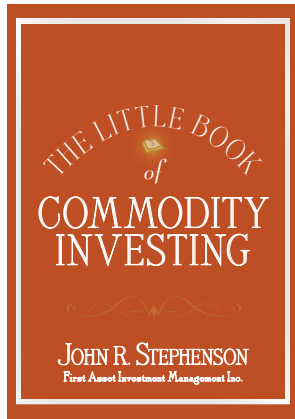 THE LITTLE BOOK
of
COMMODITY
INVESTING
JOHN R. STEPHENSON
First Asset Investment Management Inc.